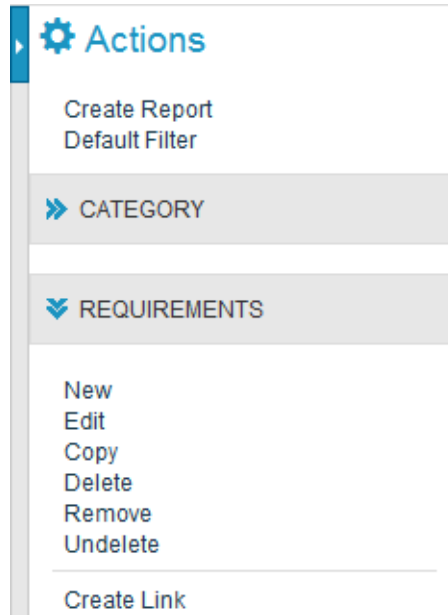 Actions
Create Report
Default Filter
CATEGORY
REQUIREMENTS
New
Edit
Copy
Delete
Remove
Undelete
Create Link